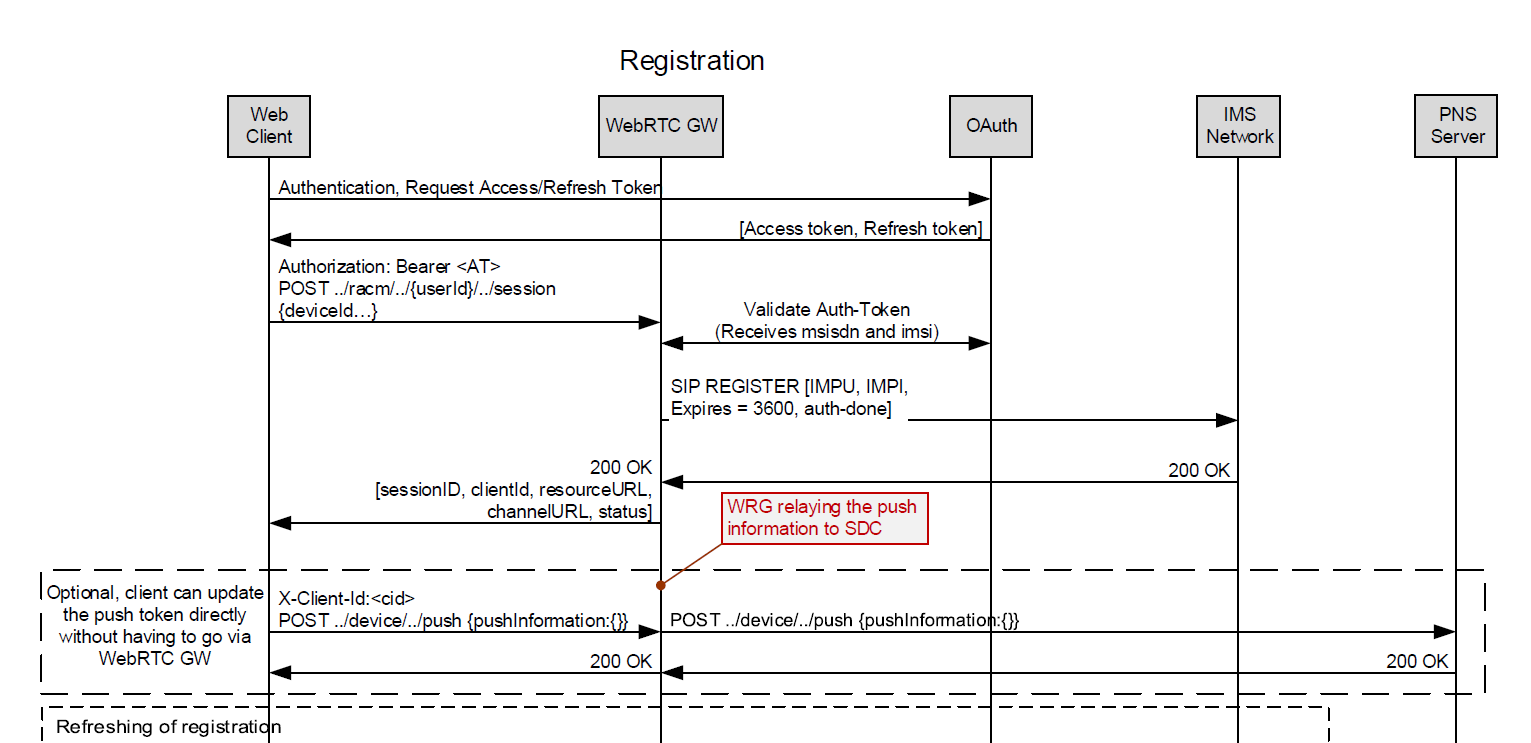 Registration
Web
Client
WebRTC GW
OAuth
IMS
Network
PNS
Server
Authentication, Request Access/Refresh Token
[Access token, Refresh token]
Authorization: Bearer <AT>
POST ../racm/../{userId}/../session
{deviceId…}
Validate Auth-Token
(Receives msisdn and imsi)
SIP REGISTER [IMPU, IMPI,
Expires = 3600, auth-done]
200 OK
200 OK
[sessionID, clientId, resourceURL,
channelURL, status]
WRG relaying the push
information to SDC
Optional, client can update
the push token directly
without having to go via
WebRTC GW
X-Client-Id:<cid>
POST ../device/../push {pushInformation:{}}
POST ../device/../push {pushInformation:{}}
200 OK
200 OK
Refreshing of registration